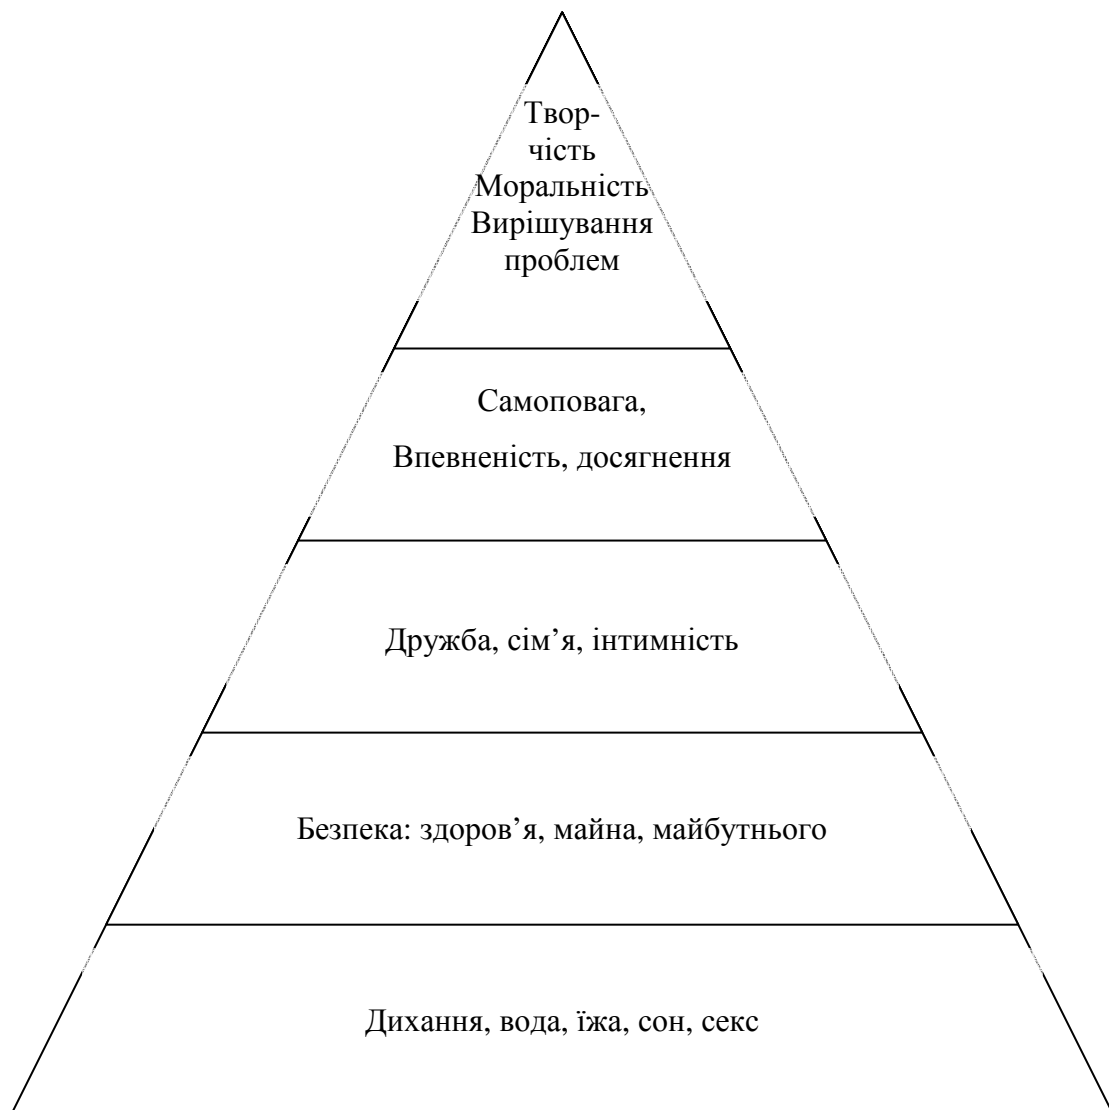 Твор-
чість
Моральність
Вирішування
проблем
Самоповага,
Впевненість, досягнення
Дружба, сім’я, інтимність
Безпека: здоров’я, майна, майбутнього
Дихання, вода, їжа, сон, секс